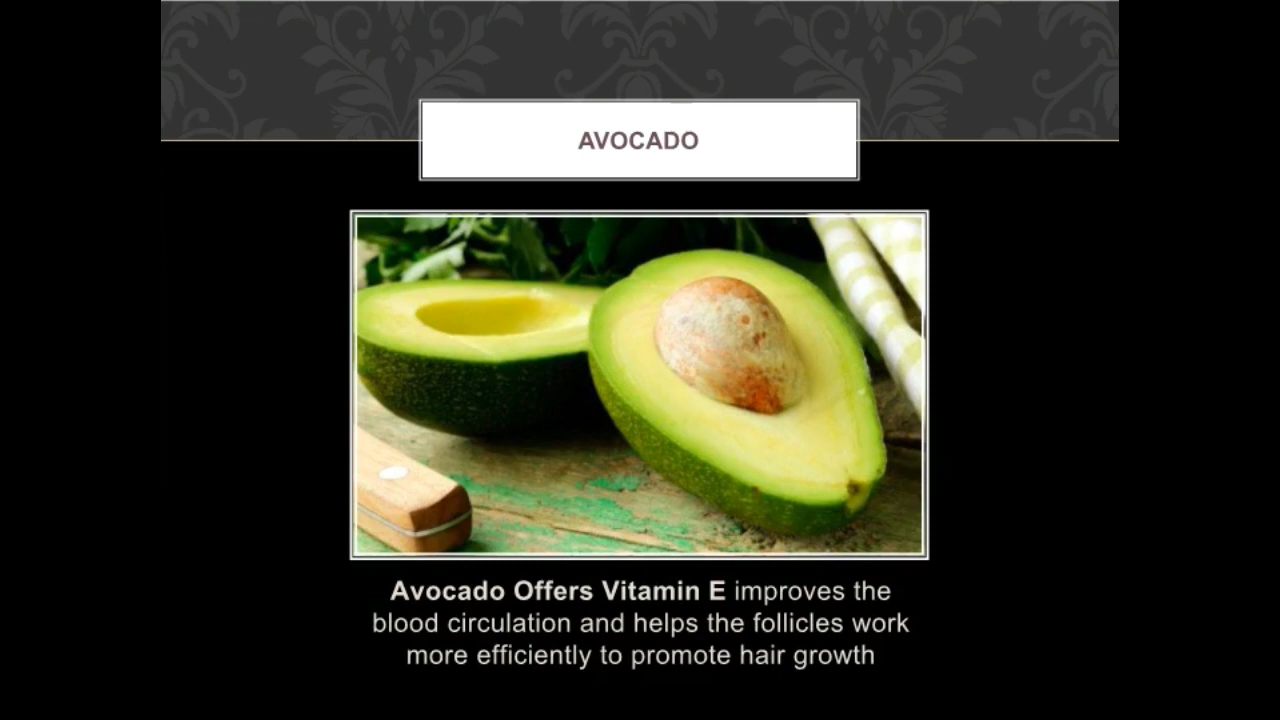 AVOCADO
Avocado Offers Vitamin E improves the
blood circulation and helps the follicles work
more efficiently to promote hair growth